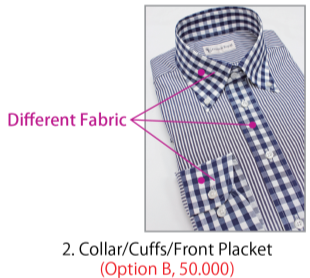 Different Fabric
2. Collar/Cuffs/Front Placket
(Option B, 50.000)